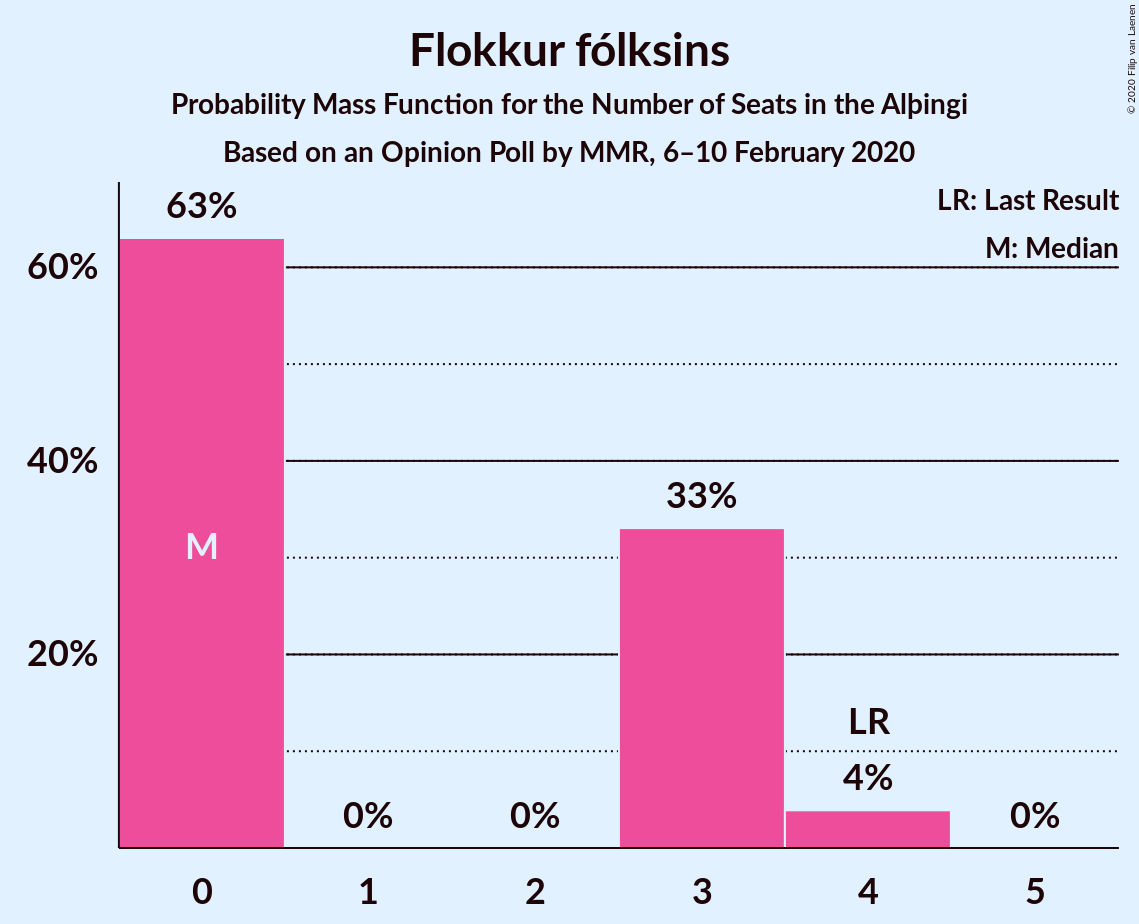 Flokkur fólksins
Probability Mass Function for the Number of Seats in the Alþingi
Based on an Opinion Poll by MMR, 6–10 February 2020
© 2020 Filip van Laenen
LR: Last Result
M: Median
63%
60%
40%
33%
M
20%
LR
4%
0%
0%
0%
0
1
2
3
4
5